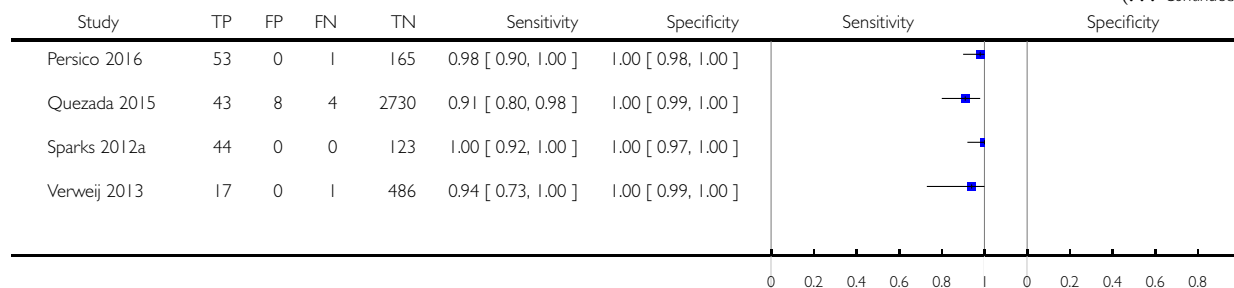 Study TP FP FN TN Sensitivity Specificity Sensitivity Specificity
Persico 2016 53 0 1 165 0.98 [ 0.90, 1.00 ] 1.00 [ 0.98, 1.00 ]
Quezada 2015 43 8 4 2730 0.91 [ 0.80, 0.98 ] 1.00 [ 0.99, 1.00 ]
Sparks 2012a 44 0 0 123 1.00 [ 0.92, 1.00 ] 1.00 [ 0.97, 1.00 ]
Verweij 2013 17 0 1 486 0.94 [ 0.73, 1.00 ] 1.00 [ 0.99, 1.00 ]
0 0.2 0.4 0.6 0.8 1 0 0.2 0.4 0.6 0.8